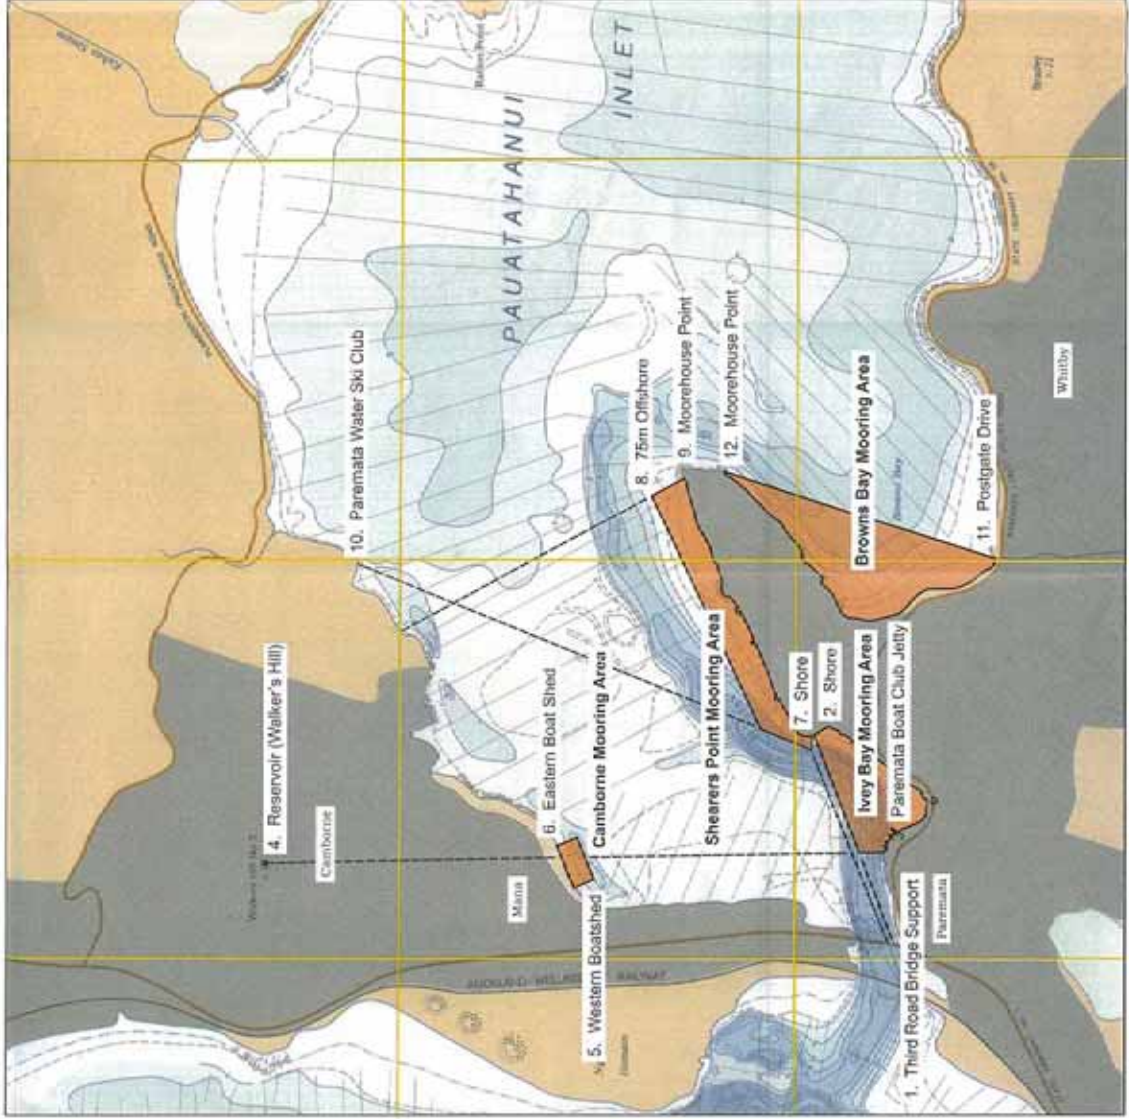 PAUATAHANUI
INLET
10. Paremata Water Ski Club
4. Reservoir (Walker's Hill)
Camborne
6. Eastern Boat Shed
Camborne Mooring Area
Mana
5. Western Boatshed
8. 75m Offshore
9. Moorehouse Point
12. Moorehouse Point
Shearers Point Mooring Area
7. Shore
2. Shore
Browns Bay Mooring Area
11. Postgate Drive
Whitby
Ivey Bay Mooring Area
Paremata Boat Club Jetty
1. Third Road Bridge Support
Paremata
RAILWAY